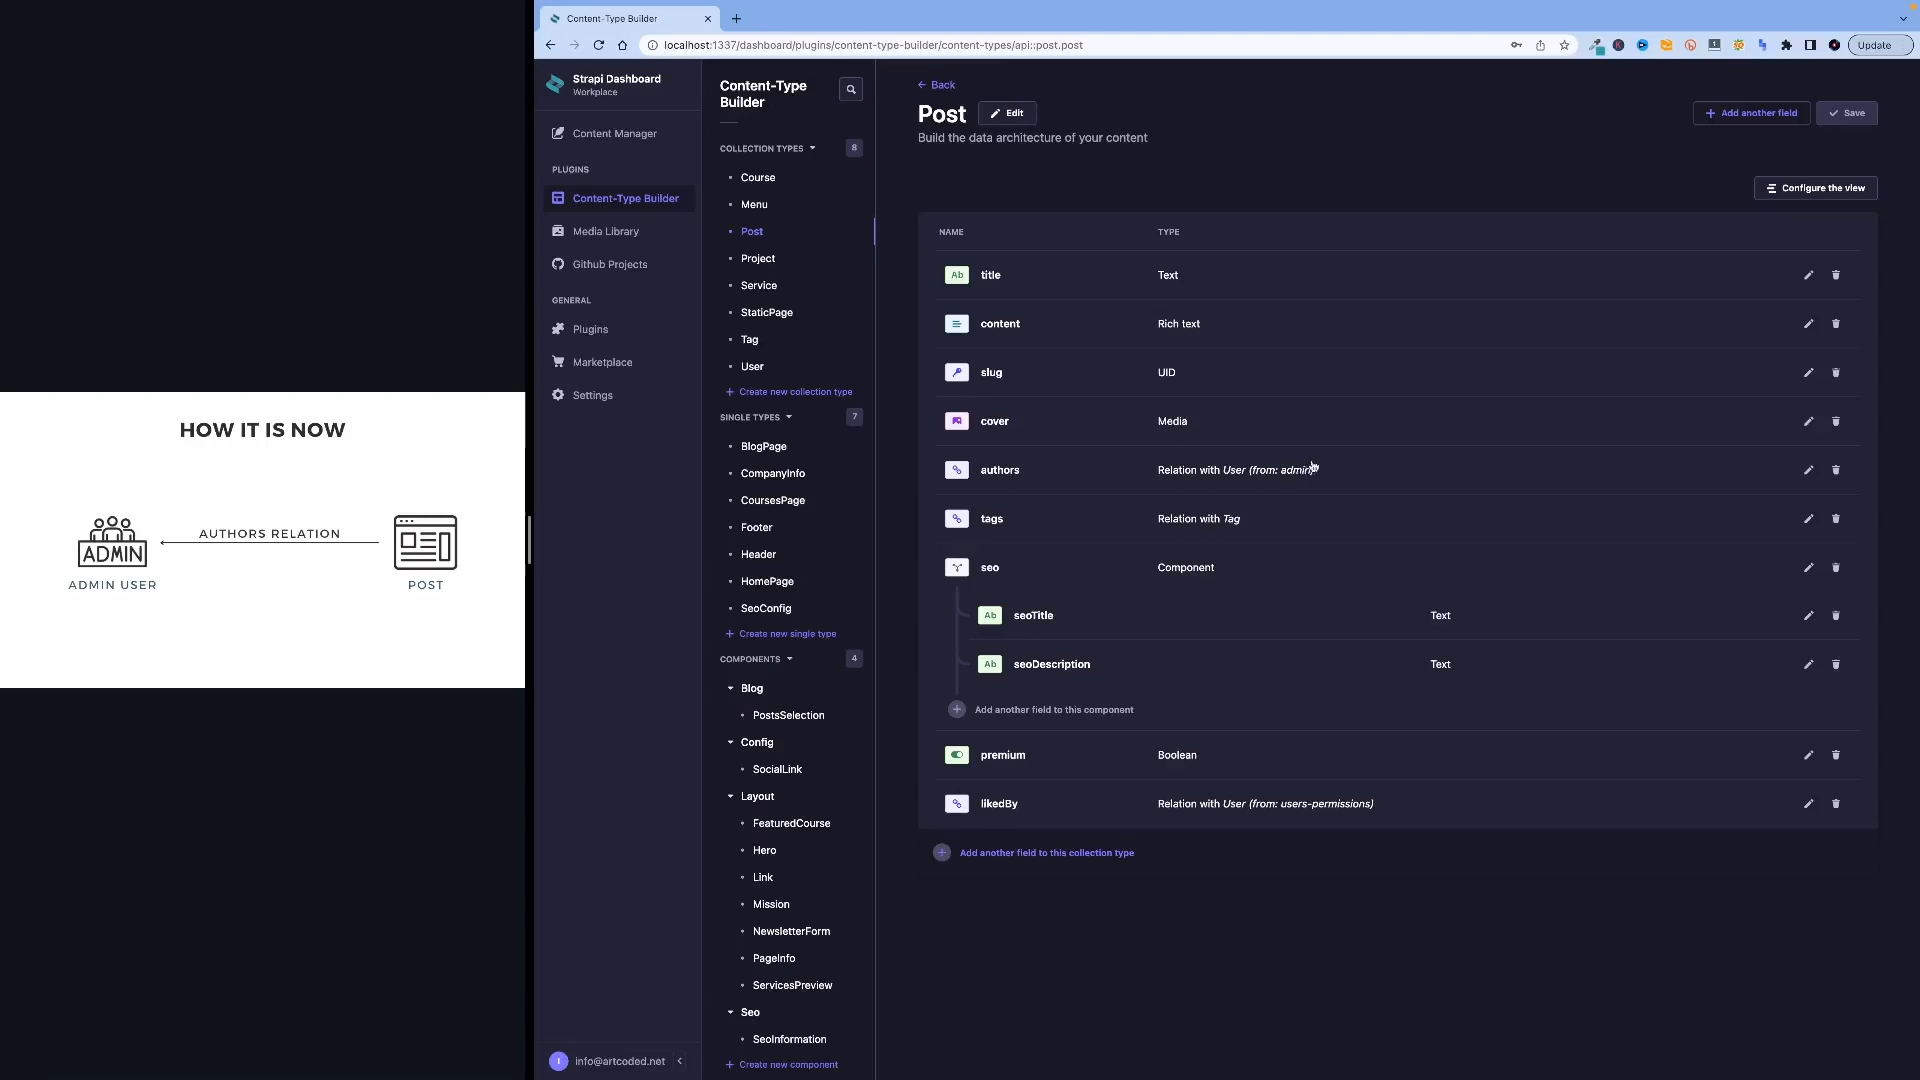 HOW IT IS NOW
ADMIN
AUTHORS RELATION
ADMIN USER
POST
Content-Type Builder
localhost:1337/dashboard/plugins/content-type-builder/content-types/api::post.post
Update
Strapi Dashboard
Workplace
Content Manager
PLUGINS
Content-Type Builder
Media Library
Github Projects
GENERAL
Plugins
Marketplace
Settings
I
info@artcoded.net
Content-Type
Builder
COLLECTION TYPES
8
Course
Menu
Post
Project
Service
StaticPage
Tag
User
Create new collection type
SINGLE TYPES
7
BlogPage
CompanyInfo
CoursesPage
Footer
Header
HomePage
SeoConfig
Create new single type
COMPONENTS
4
Blog
PostsSelection
Config
SocialLink
Layout
FeaturedCourse
Hero
Link
Mission
NewsletterForm
PageInfo
ServicesPreview
Seo
SeoInformation
Create new component
Back
Post
Edit
Add another field
Save
Build the data architecture of your content
Configure the view
NAME TYPE
Ab title Text
content Rich text
slug UID
cover Media
authors Relation with User (from: admin)
tags Relation with Tag
seo Component
Ab seoTitle Text
Ab seoDescription Text
Add another field to this component
premium Boolean
likedBy Relation with User (from: users-permissions)
Add another field to this collection type